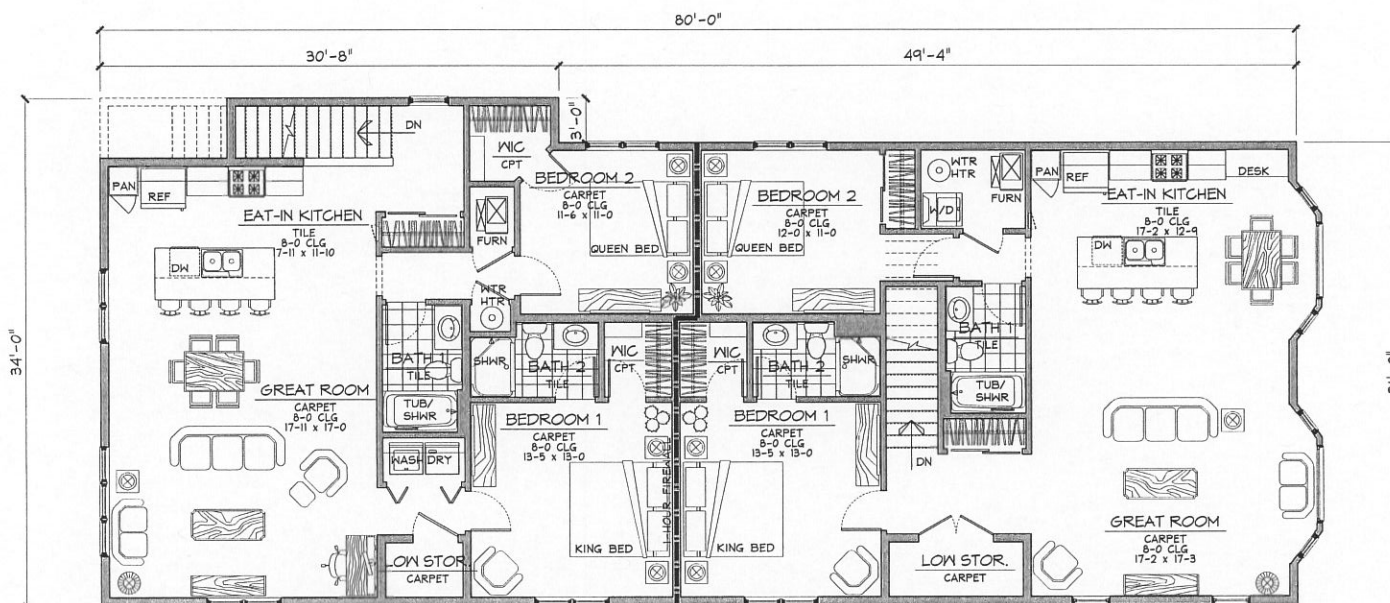 80'-0"
30'-8"
49'-4"
34'-0"
3'-0"
DN
WIC
CPT
PAN
REF
EAT-IN KITCHEN
TILE
8-0 CLG
17-11 x 11-10
DW
FURN
WTR
HTR
BEDROOM 2
CARPET
8-0 CLG
11-6 x 11-0
QUEEN BED
BATH 1
TILE
TUB/
SHWR
SHWR
BATH 2
TILE
WIC
CPT
GREAT ROOM
CARPET
8-0 CLG
17-11 x 17-0
WASH DRY
LOW STOR.
CARPET
BEDROOM 1
CARPET
8-0 CLG
13-5 x 13-0
KING BED
1-HOUR FIREWALL
BEDROOM 2
CARPET
8-0 CLG
12-0 x 11-0
QUEEN BED
WTR
HTR
W/D
FURN
WIC
CPT
BATH 2
TILE
SHWR
BEDROOM 1
CARPET
8-0 CLG
13-5 x 13-0
KING BED
DN
BATH 1
TILE
TUB/
SHWR
LOW STOR.
CARPET
PAN
REF
DESK
EAT-IN KITCHEN
TILE
8-0 CLG
17-2 x 12-9
DW
GREAT ROOM
CARPET
8-0 CLG
17-2 x 17-3